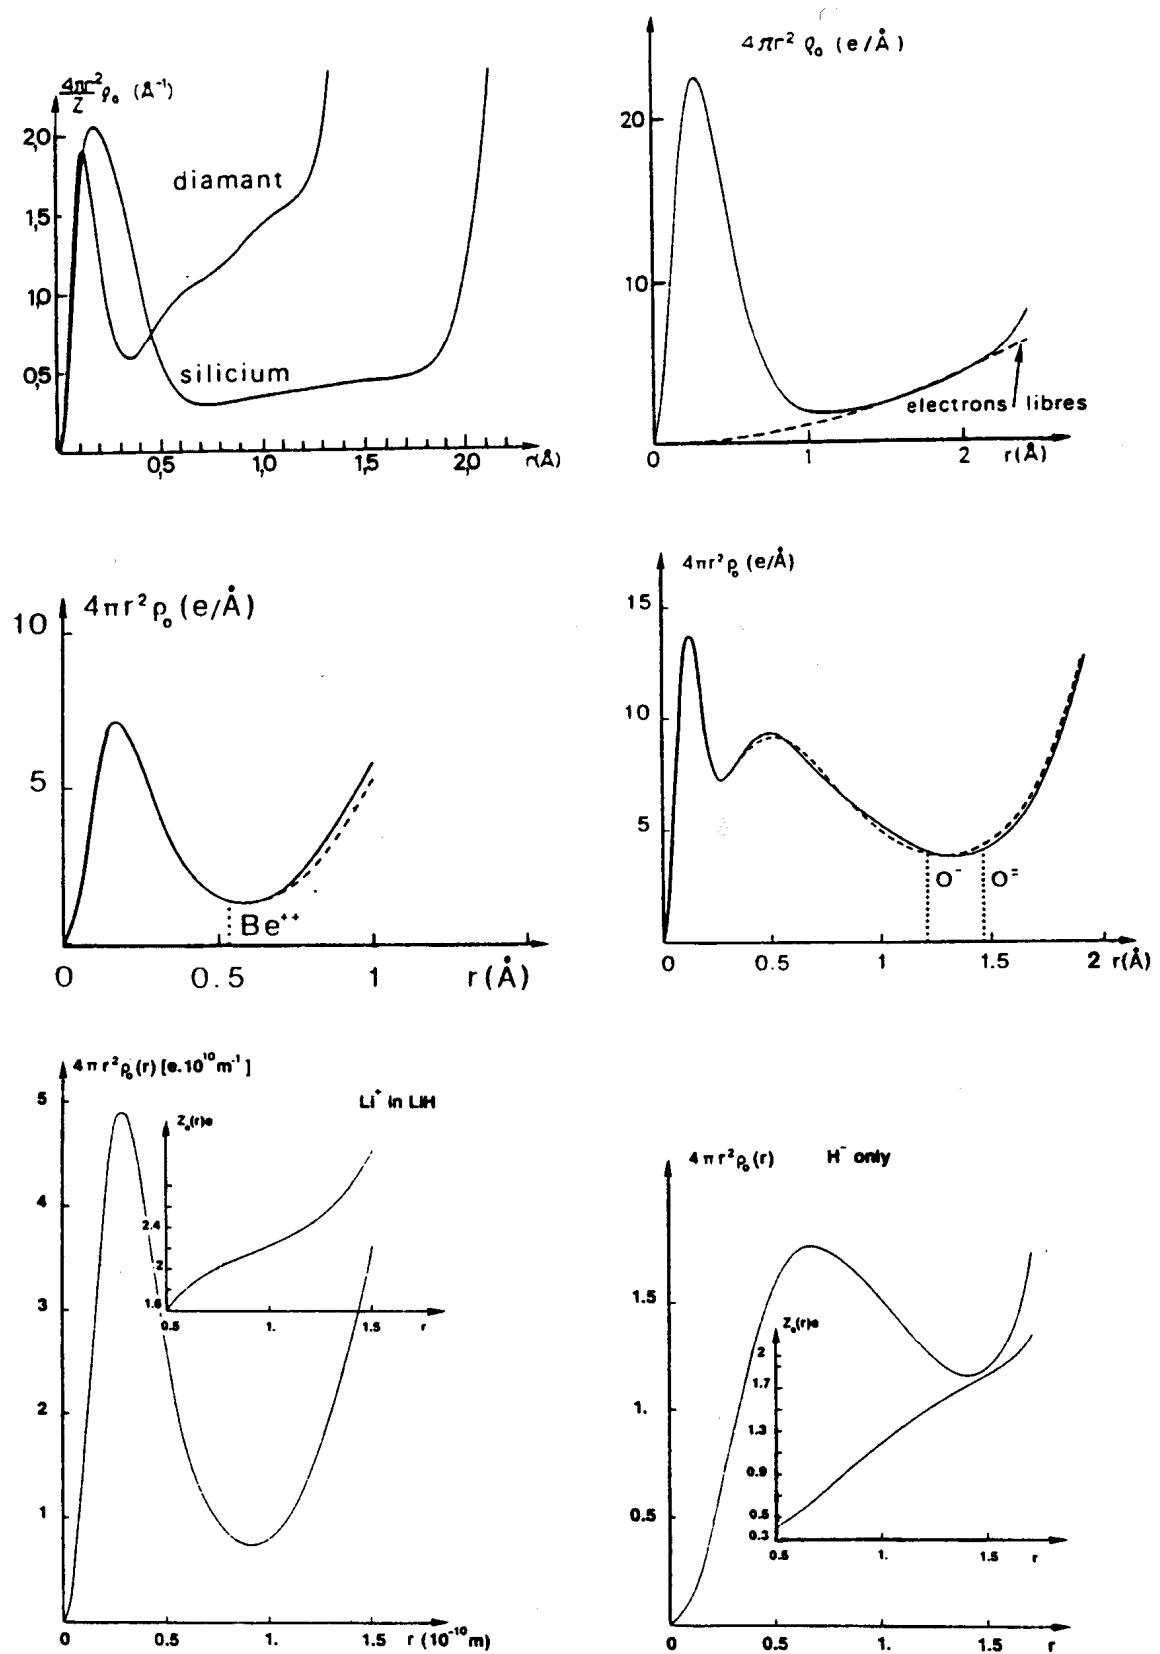 4πr²/Z ρ₀ (Å⁻¹)
2,0
1,5
1,0
0,5
diamant
silicium
0,5 1,0 1,5 2,0 r(Å)
4πr² ρ₀ (e/Å)
20
10
electrons libres
0 1 2 r(Å)
4πr²ρ₀(e/Å)
10
5
Be⁺⁺
0 0.5 1 r(Å)
4πr²ρ₀(e/Å)
15
10
5
O⁻ O⁼
0 0.5 1 1.5 2 r(Å)
4πr²ρ₀(r) [e.10¹⁰m⁻¹]
Li⁺ in LiH
5
4
3
2
1
Z₀(r)e
2.4
2
1.6
0.5 1. 1.5 r
0 0.5 1. 1.5 r (10⁻¹⁰m)
4πr²ρ₀(r) H⁻ only
1.5
1.
0.5
Z₀(r)e
2
1.7
1.3
0.9
0.5
0.3
0.5 1. 1.5 r
0 0.5 1. 1.5 r